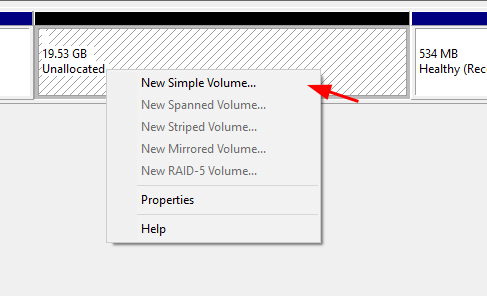 19.53 GB
Unallocated
534 MB
Healthy (Rec
New Simple Volume...
New Spanned Volume...
New Striped Volume...
New Mirrored Volume...
New RAID-5 Volume...
Properties
Help